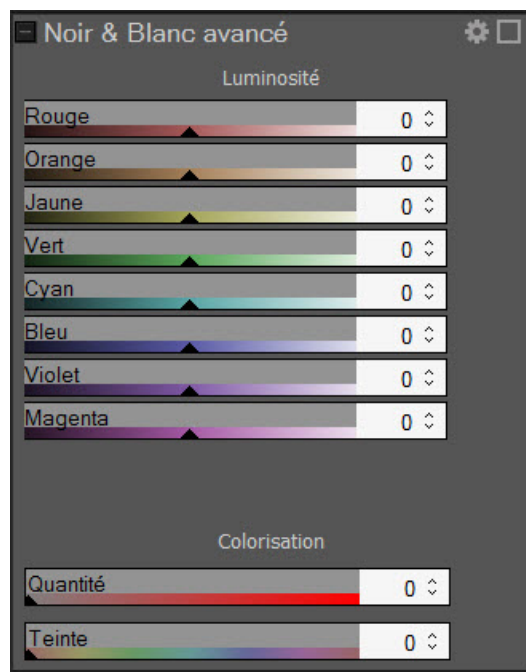 Noir & Blanc avancé
Luminosité
Rouge 0
Orange 0
Jaune 0
Vert 0
Cyan 0
Bleu 0
Violet 0
Magenta 0
Colorisation
Quantité 0
Teinte 0